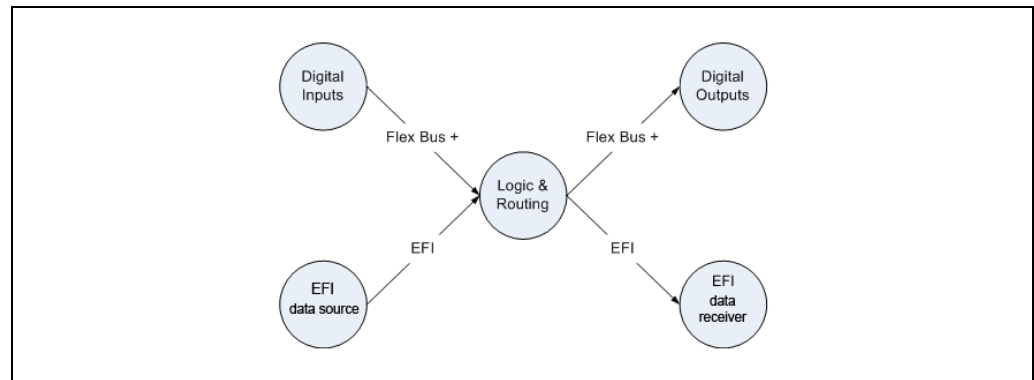 Digital
Inputs
Digital
Outputs
Flex Bus +
Flex Bus +
Logic &
Routing
EFI
EFI
EFI
data source
EFI
data
receiver